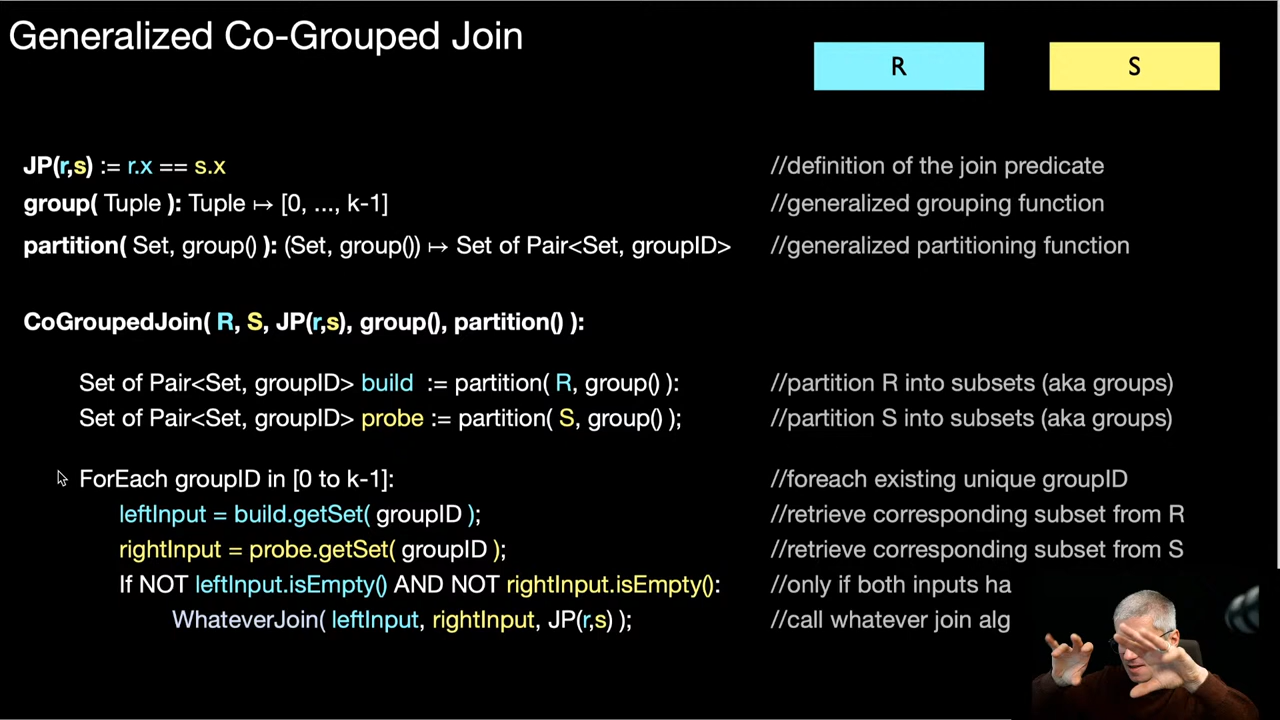 Generalized Co-Grouped Join
R
S
JP(r,s) := r.x == s.x //definition of the join predicate
group( Tuple ): Tuple ↦ [0, ..., k-1] //generalized grouping function
partition( Set, group() ): (Set, group()) ↦ Set of Pair<Set, groupID> //generalized partitioning function
CoGroupedJoin( R, S, JP(r,s), group(), partition() ):
Set of Pair<Set, groupID> build := partition( R, group() ): //partition R into subsets (aka groups)
Set of Pair<Set, groupID> probe := partition( S, group() ); //partition S into subsets (aka groups)
ForEach groupID in [0 to k-1]: //foreach existing unique groupID
leftInput = build.getSet( groupID ); //retrieve corresponding subset from R
rightInput = probe.getSet( groupID ); //retrieve corresponding subset from S
If NOT leftInput.isEmpty() AND NOT rightInput.isEmpty(): //only if both inputs ha
WhateverJoin( leftInput, rightInput, JP(r,s) ); //call whatever join alg